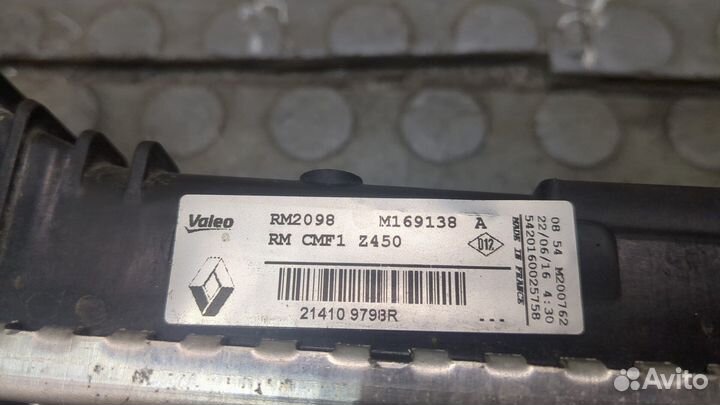 Valeo
RM2098 M169138 A
RM CMF1 Z450
D12
21410 9798R
...
MADE IN FRANCE
08 54 M200762
22/06/16 4:30
5420160025758
Avito